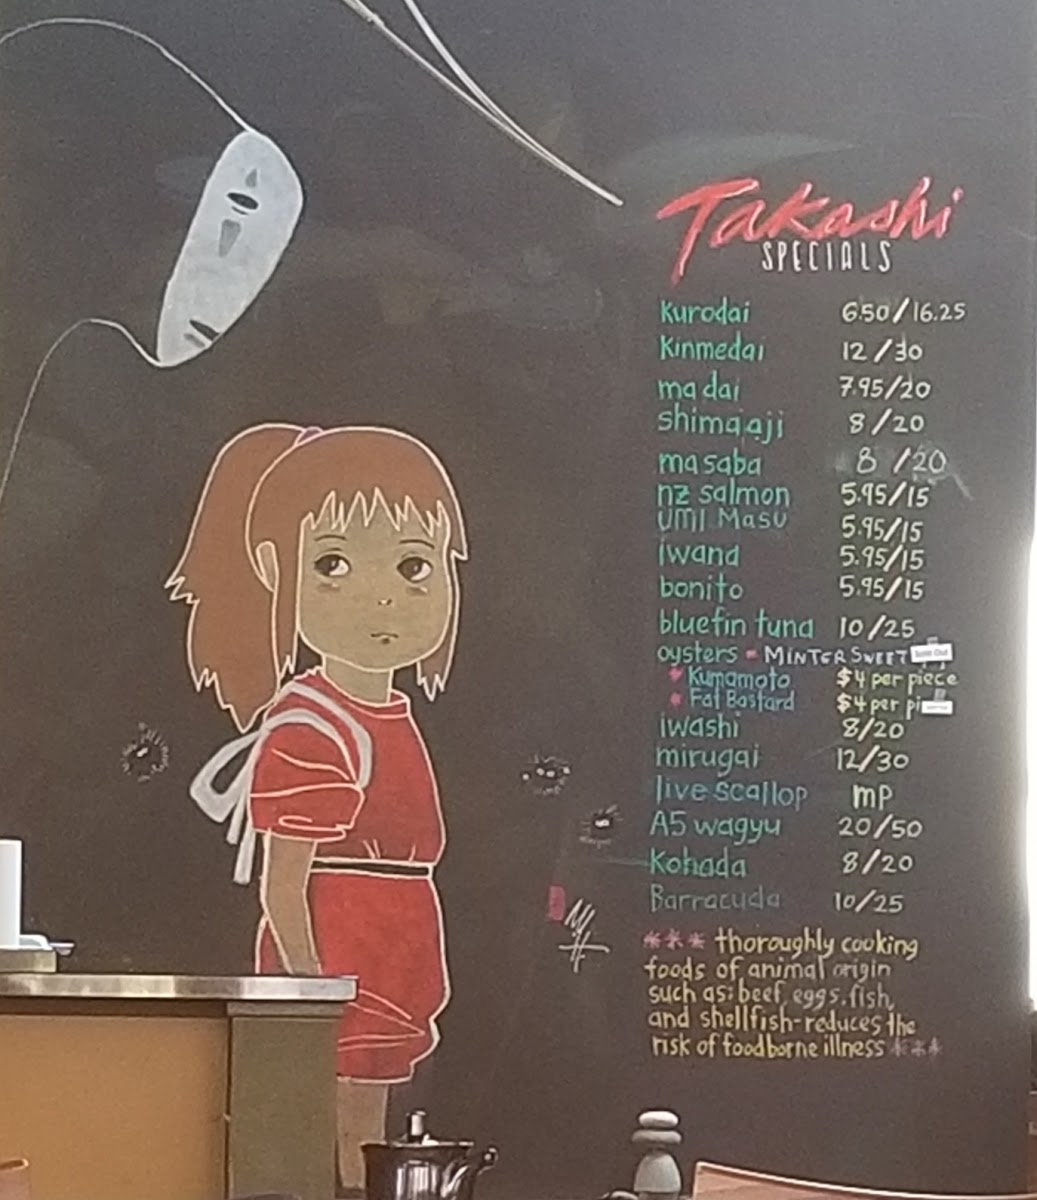 Takashi
SPECIALS
kurodai 6.50/16.25
kinmedai 12/30
madai 7.95/20
shimaaji 8/20
masaba 8/20
nz salmon 5.95/15
UMI MASU 5.95/15
iwana 5.95/15
bonito 5.95/15
bluefin tuna 10/25
oysters - MINTERSWEET Sold Out
* Kumamoto $4 per piece
* Fat Bastard $4 per pi
iwashi 8/20
mirugai 12/30
live scallop mp
A5 wagyu 20/50
Kohada 8/20
Barracuda 10/25
*** thoroughly cooking
foods of animal origin
such as: beef, eggs, fish,
and shellfish-reduces the
risk of foodborne illness ***